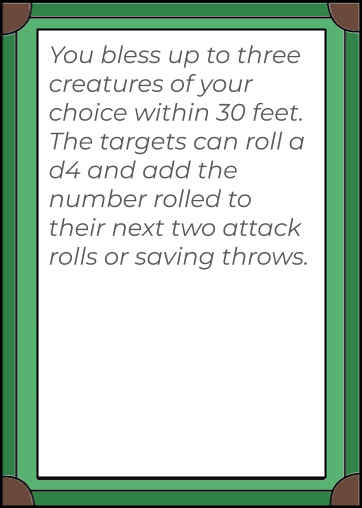 You bless up to three
creatures of your
choice within 30 feet.
The targets can roll a
d4 and add the
number rolled to
their next two attack
rolls or saving throws.